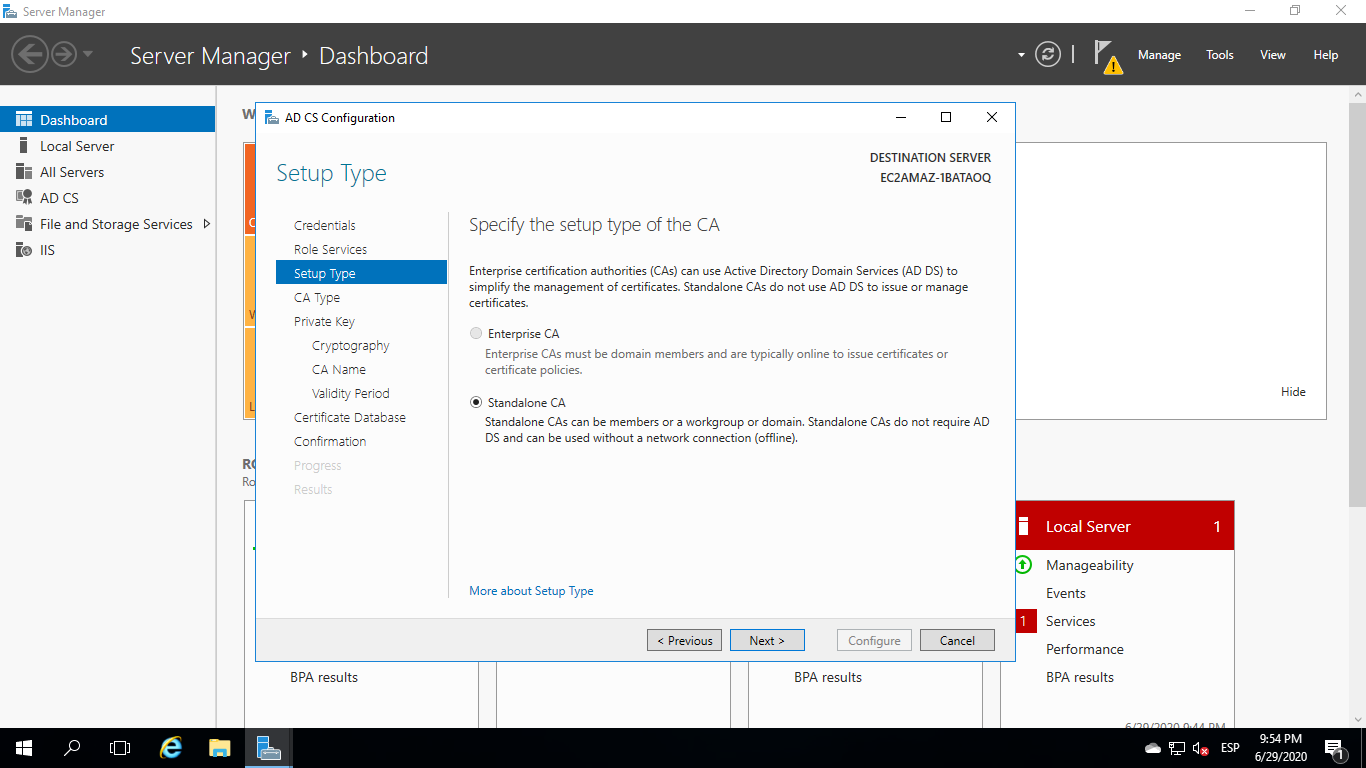 Server Manager
Server Manager
Dashboard
Manage
Tools
View
Help
Dashboard
Local Server
All Servers
AD CS
File and Storage Services
IIS
AD CS Configuration
Setup Type
DESTINATION SERVER
EC2AMAZ-1BATAOQ
Credentials
Role Services
Setup Type
CA Type
Private Key
Cryptography
CA Name
Validity Period
Certificate Database
Confirmation
Progress
Results
Specify the setup type of the CA
Enterprise certification authorities (CAs) can use Active Directory Domain Services (AD DS) to
simplify the management of certificates. Standalone CAs do not use AD DS to issue or manage
certificates.
Enterprise CA
Enterprise CAs must be domain members and are typically online to issue certificates or
certificate policies.
Standalone CA
Standalone CAs can be members or a workgroup or domain. Standalone CAs do not require AD
DS and can be used without a network connection (offline).
More about Setup Type
< Previous
Next >
Configure
Cancel
Hide
Local Server 1
Manageability
Events
1 Services
Performance
BPA results
BPA results
BPA results
6/29/2020 9:44 PM
ESP
9:54 PM
6/29/2020
1